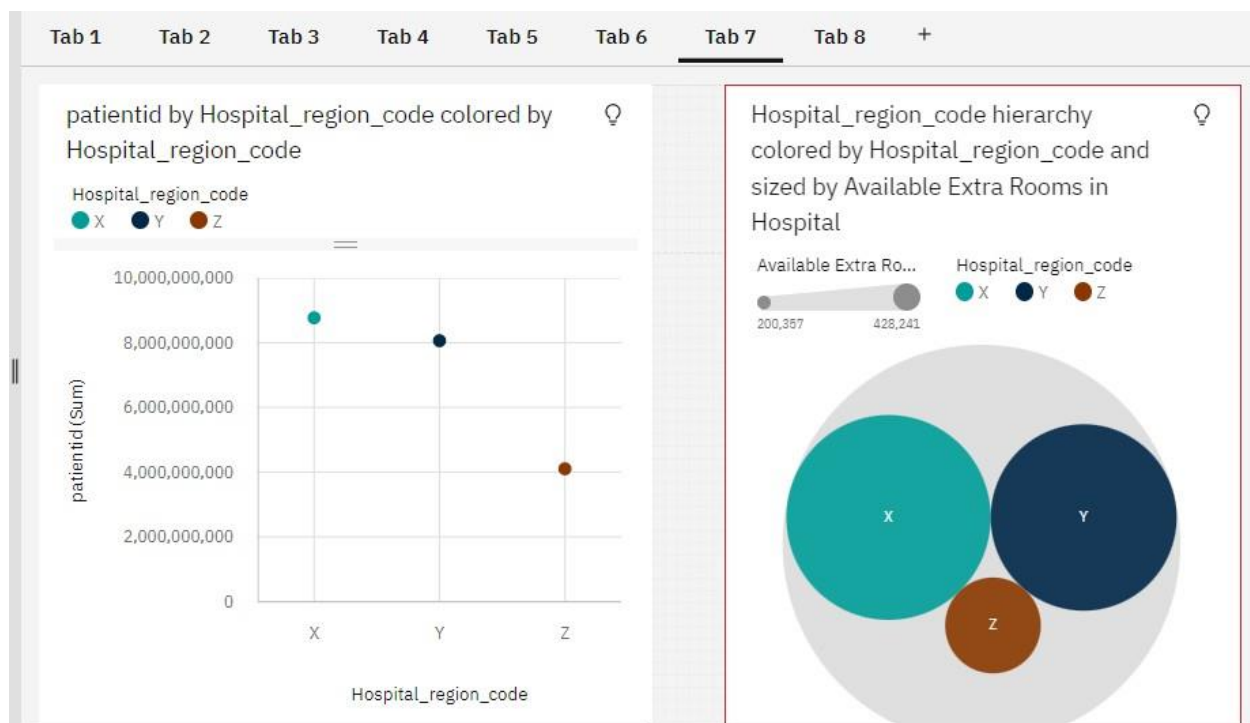 Tab 1 Tab 2 Tab 3 Tab 4 Tab 5 Tab 6 Tab 7 Tab 8 +
patientid by Hospital_region_code colored by
Hospital_region_code
Hospital_region_code
X Y Z
10,000,000,000
8,000,000,000
6,000,000,000
4,000,000,000
2,000,000,000
0
patientid (Sum)
X Y Z
Hospital_region_code
Hospital_region_code hierarchy
colored by Hospital_region_code and
sized by Available Extra Rooms in
Hospital
Available Extra Ro...
200,357 428,241
Hospital_region_code
X Y Z
X Y
Z